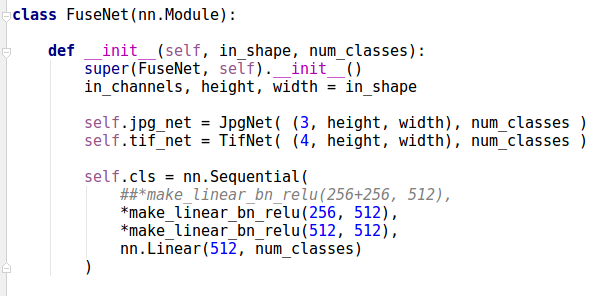 class FuseNet(nn.Module):
def __init__(self, in_shape, num_classes):
super(FuseNet, self).__init__()
in_channels, height, width = in_shape
self.jpg_net = JpgNet( (3, height, width), num_classes )
self.tif_net = TifNet( (4, height, width), num_classes )
self.cls = nn.Sequential(
##*make_linear_bn_relu(256+256, 512),
*make_linear_bn_relu(256, 512),
*make_linear_bn_relu(512, 512),
nn.Linear(512, num_classes)
)